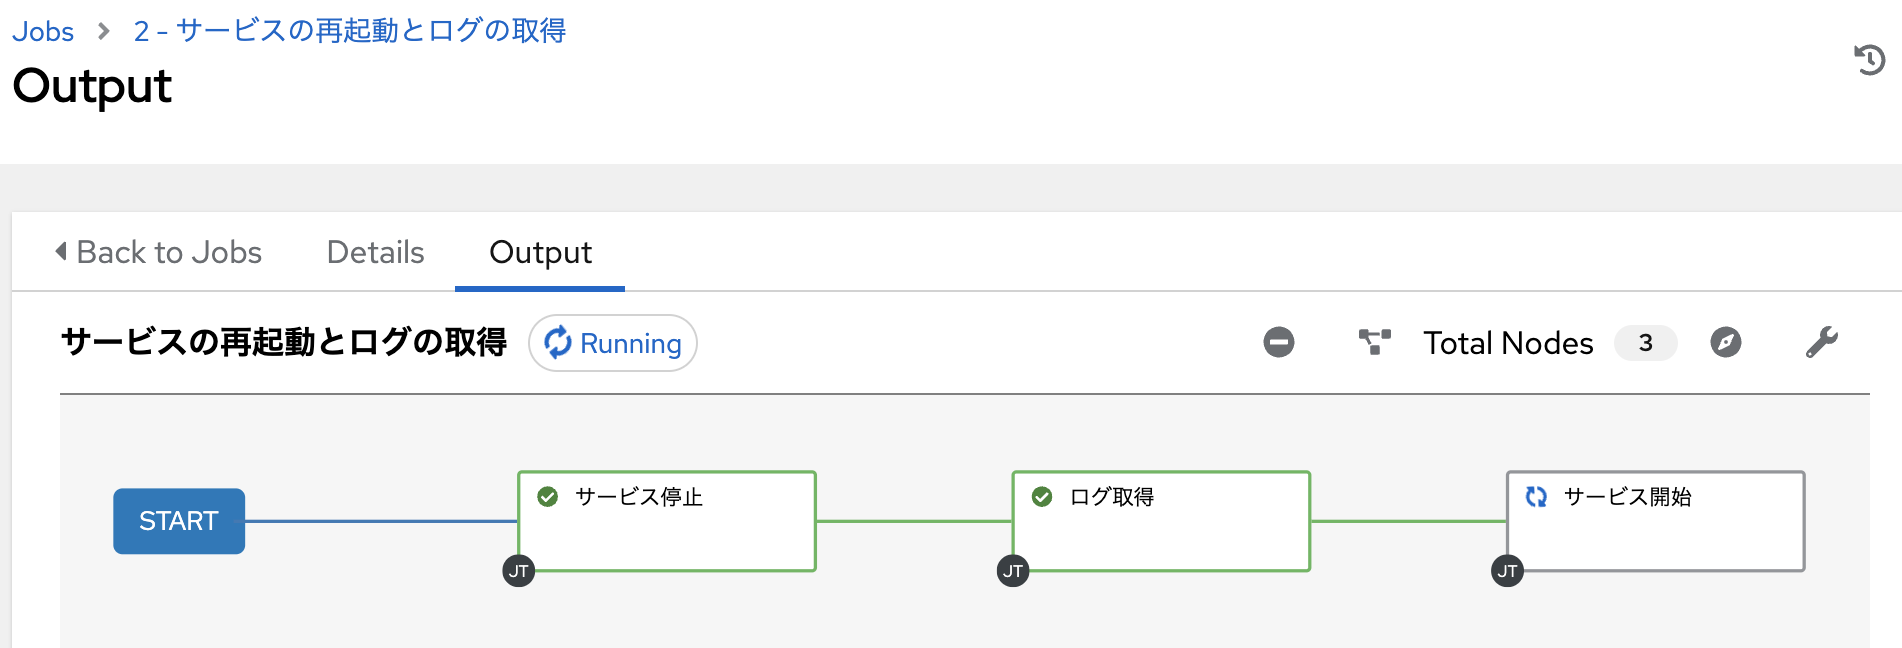 Jobs > 2 - サービスの再起動とログの取得
Output
Back to Jobs Details Output
サービスの再起動とログの取得 Running Total Nodes 3
START サービス停止 ログ取得 サービス開始
JT JT JT